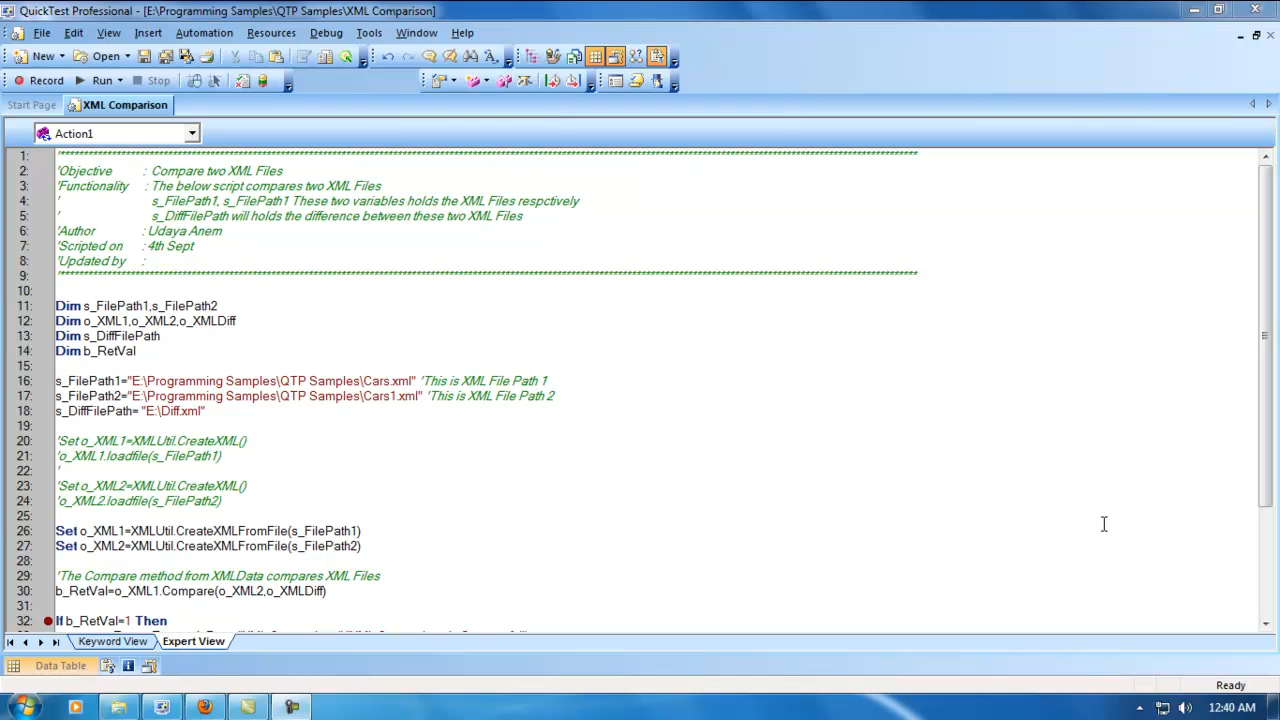 QuickTest Professional - [E:\Programming Samples\QTP Samples\XML Comparison]
File Edit View Insert Automation Resources Debug Tools Window Help
New Open
Record Run Stop
Start Page XML Comparison
Action1
1: '**********
2: 'Objective : Compare two XML Files
3: 'Functionality : The below script compares two XML Files
4: ' s_FilePath1, s_FilePath1 These two variables holds the XML Files respctively
5: ' s_DiffFilePath will holds the difference between these two XML Files
6: 'Author : Udaya Anem
7: 'Scripted on : 4th Sept
8: 'Updated by :
9: '**********
10:
11: Dim s_FilePath1,s_FilePath2
12: Dim o_XML1,o_XML2,o_XMLDiff
13: Dim s_DiffFilePath
14: Dim b_RetVal
15:
16: s_FilePath1="E:\Programming Samples\QTP Samples\Cars.xml" 'This is XML File Path 1
17: s_FilePath2="E:\Programming Samples\QTP Samples\Cars1.xml" 'This is XML File Path 2
18: s_DiffFilePath= "E:\Diff.xml"
19:
20: 'Set o_XML1=XMLUtil.CreateXML()
21: 'o_XML1.loadfile(s_FilePath1)
22: '
23: 'Set o_XML2=XMLUtil.CreateXML()
24: 'o_XML2.loadfile(s_FilePath2)
25:
26: Set o_XML1=XMLUtil.CreateXMLFromFile(s_FilePath1)
27: Set o_XML2=XMLUtil.CreateXMLFromFile(s_FilePath2)
28:
29: 'The Compare method from XMLData compares XML Files
30: b_RetVal=o_XML1.Compare(o_XML2,o_XMLDiff)
31:
32: If b_RetVal=1 Then
Keyword View Expert View
Data Table
Ready
12:40 AM